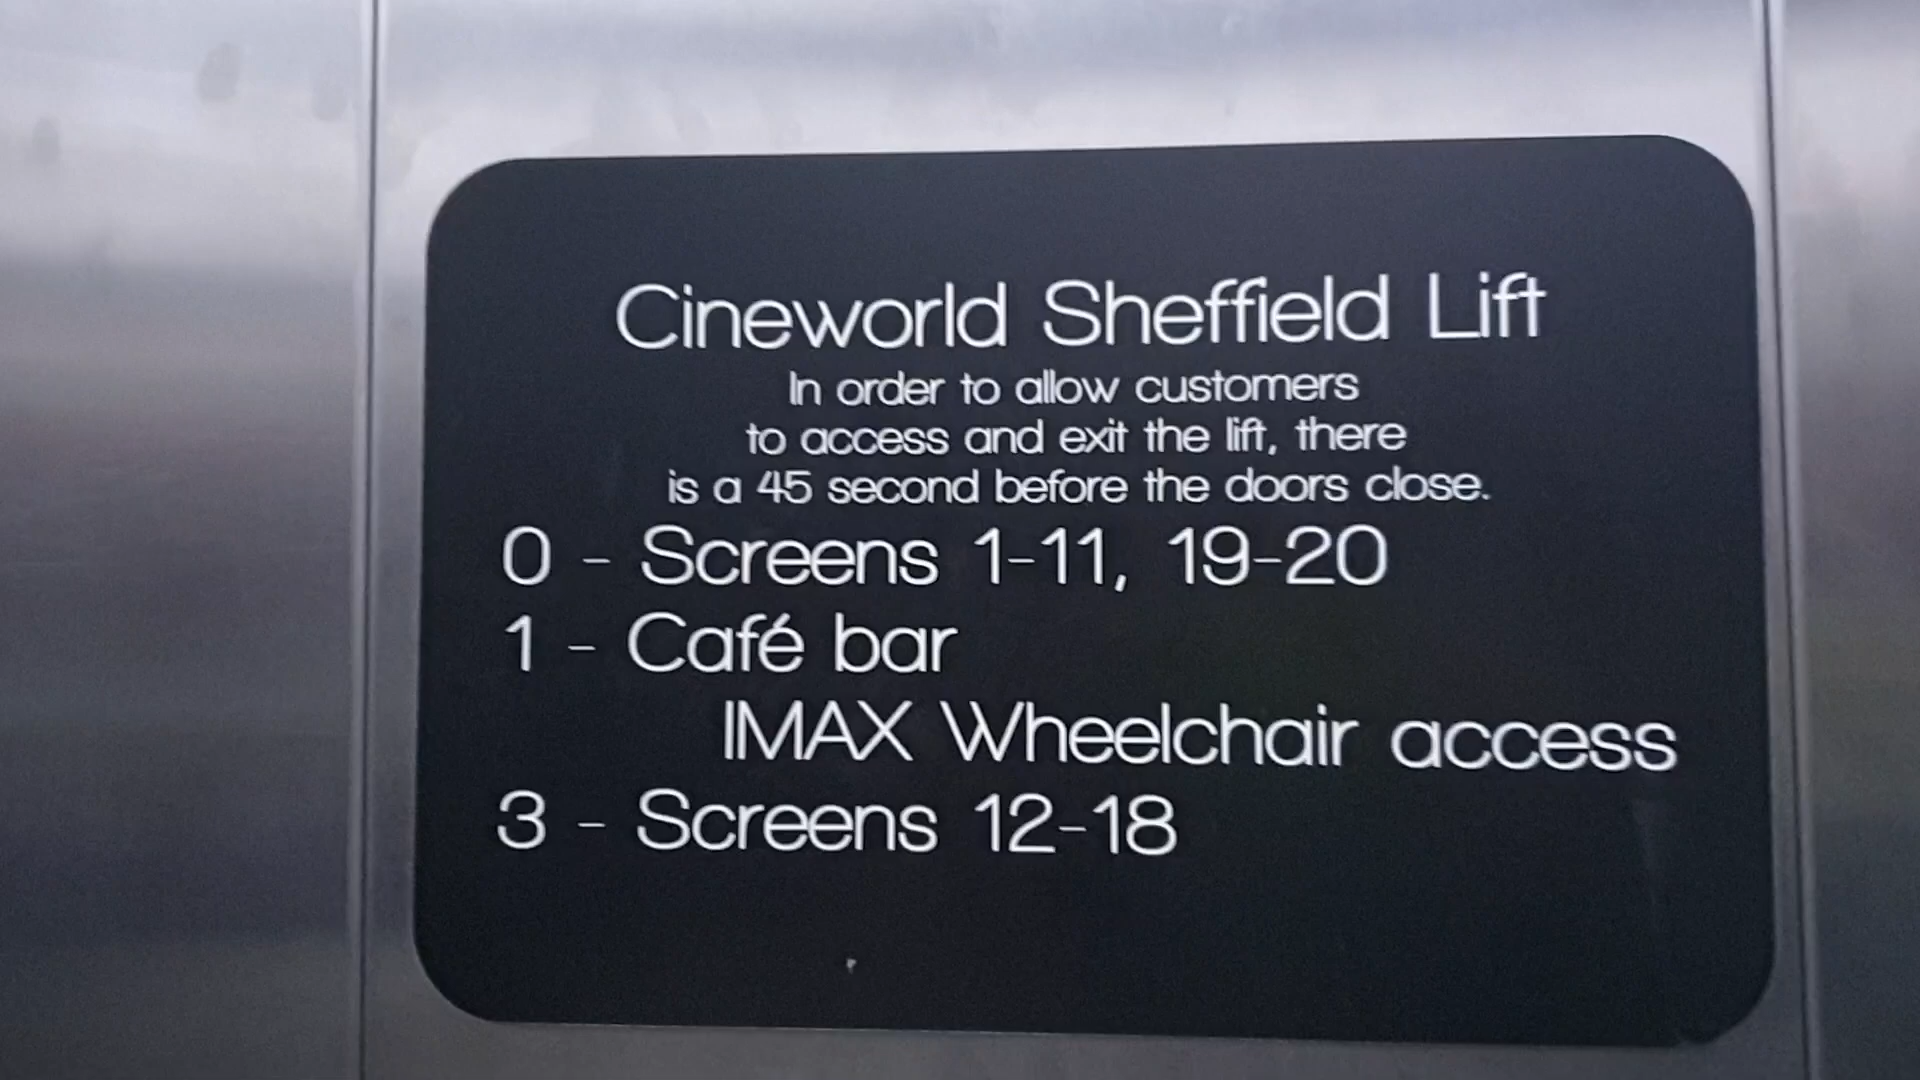 Cineworld Sheffield Lift
In order to allow customers
to access and exit the lift, there
is a 45 second before the doors close.
0 - Screens 1-11, 19-20
1 - Café bar
IMAX Wheelchair access
3 - Screens 12-18